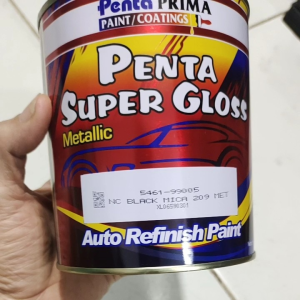 Penta PRIMA
PAINT/COATINGS
PENTA
SUPER GLOSS
Metallic
5461-99005
NC BLACK MICA 209 MET
Auto Refinish Paint